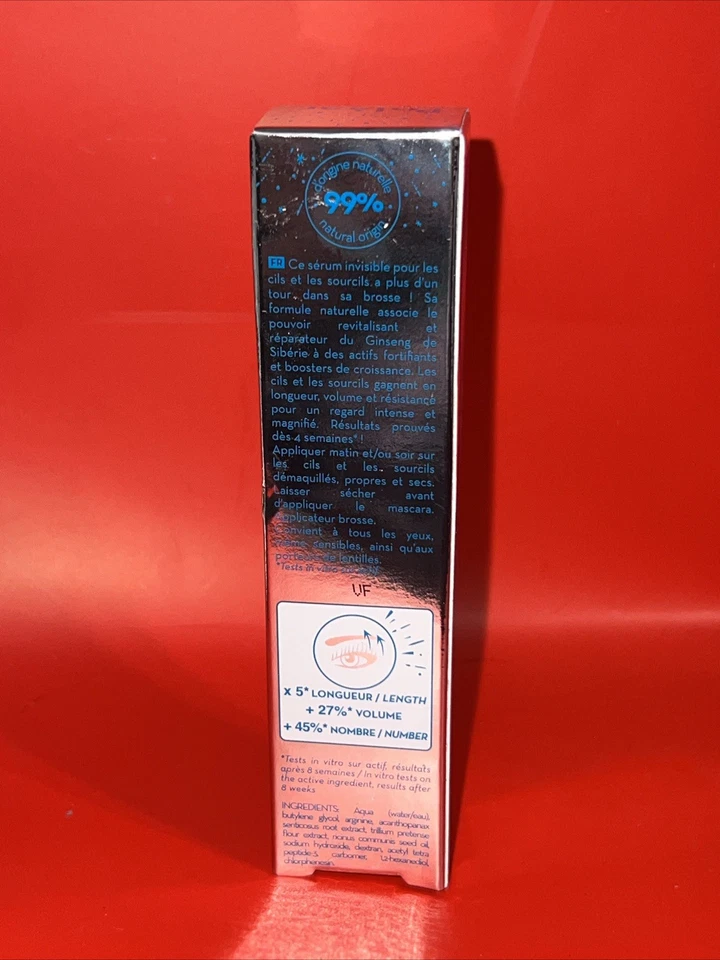 d'origine naturelle
99%
natural origin
FR Ce sérum invisible pour les
cils et les sourcils a plus d'un
tour dans sa brosse ! Sa
formule naturelle associe le
pouvoir revitalisant et
réparateur du Ginseng de
Sibérie à des actifs fortifiants
et boosters de croissance. Les
cils et les sourcils gagnent en
longueur, volume et résistance
pour un regard intense et
magnifié. Résultats prouvés
dès 4 semaines* !
Appliquer matin et/ou soir sur
les cils et les sourcils
démaquillés, propres et secs.
Laisser sécher avant
d'appliquer le mascara.
Applicateur brosse.
Convient à tous les yeux,
même sensibles, ainsi qu'aux
porteurs de lentilles.
*Tests in vitro
VF
x 5* LONGUEUR / LENGTH
+ 27%* VOLUME
+ 45%* NOMBRE / NUMBER
*Tests in vitro sur actif, résultats
après 8 semaines / In vitro tests on
the active ingredient, results after
8 weeks
INGREDIENTS: Aqua (water/eau),
butylene glycol, arginine, acanthopanax
senticosus root extract, trillium pretense
flour extract, communis seed oil,
sodium hydroxide, dextran, acetyl tetra
peptide-3, carbomer, 1,2-hexanediol,
chlorphenesin.